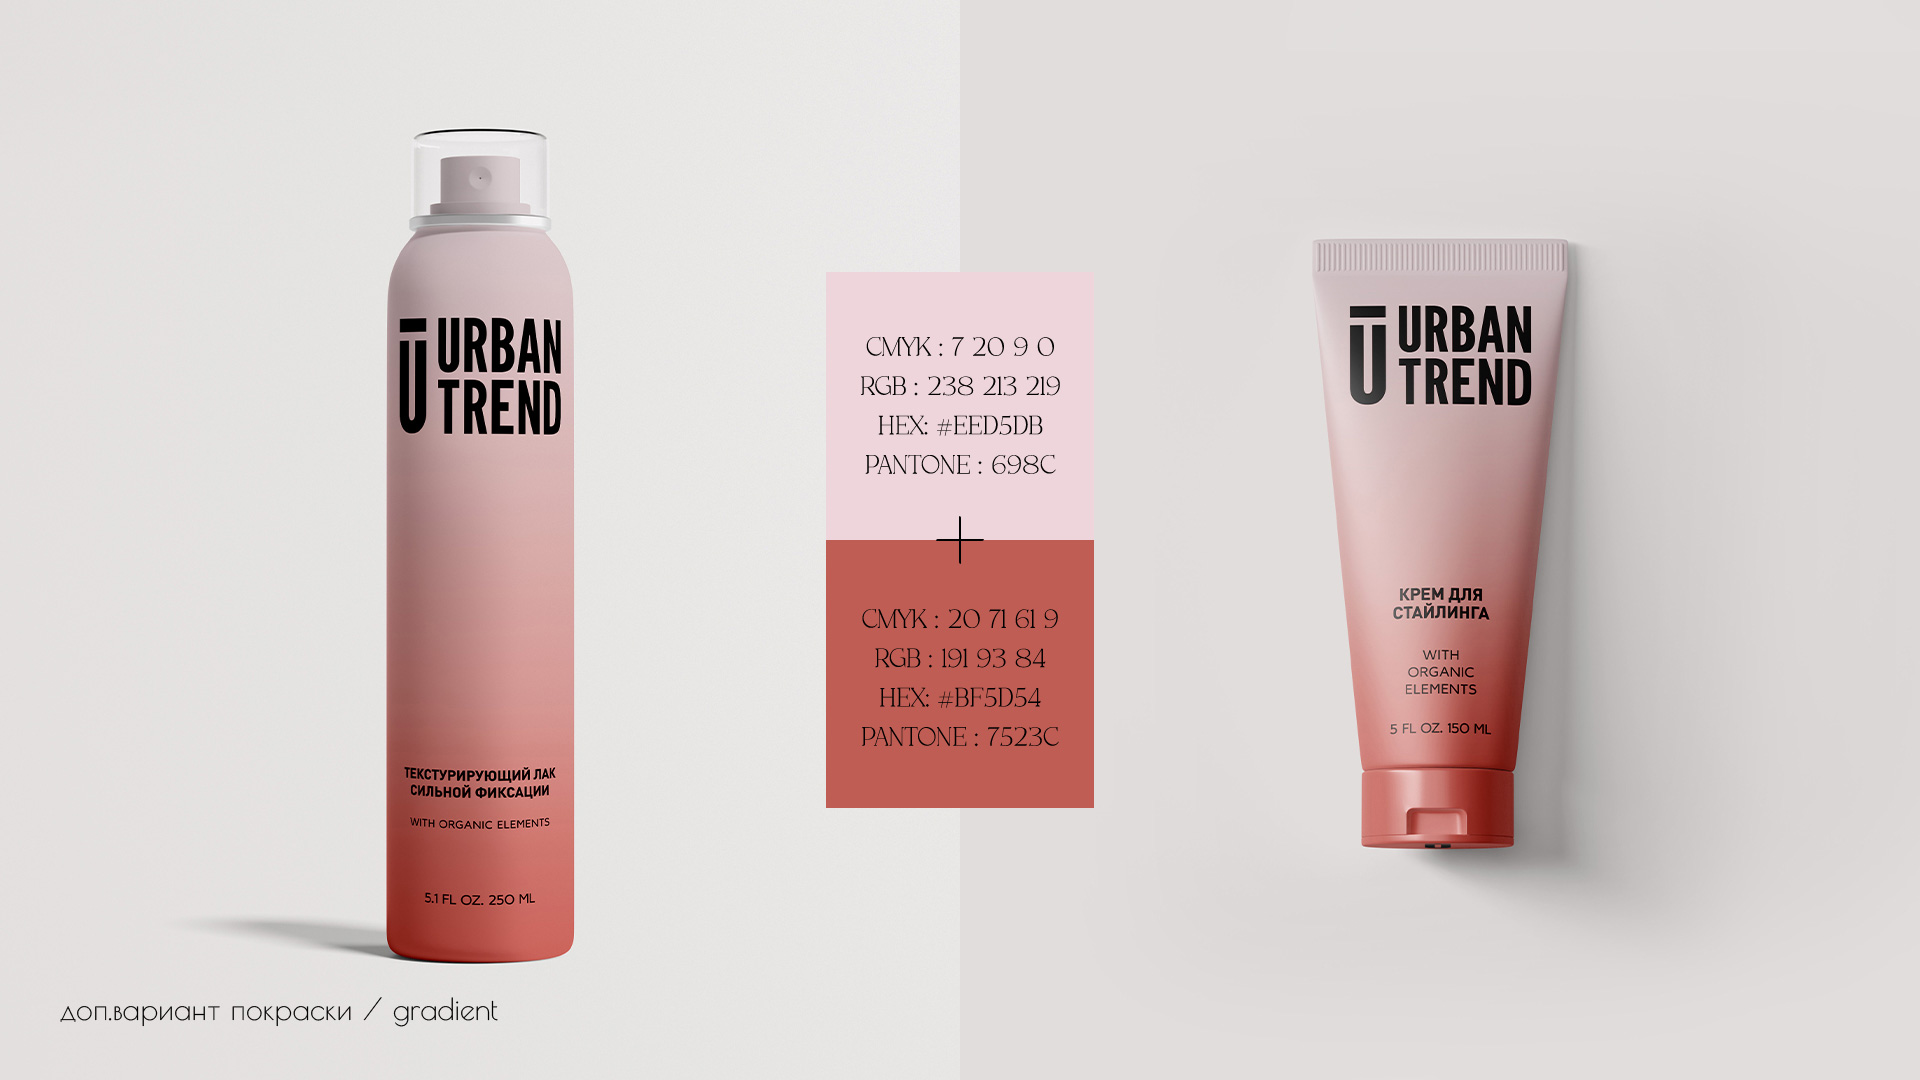 Ū URBAN
TREND
ТЕКСТУРИРУЮЩИЙ ЛАК
СИЛЬНОЙ ФИКСАЦИИ
WITH ORGANIC ELEMENTS
5.1 FL OZ. 250 ML
CMYK : 7 20 9 0
RGB : 238 213 219
HEX: #EED5DB
PANTONE : 698C
CMYK : 20 71 61 9
RGB : 191 93 84
HEX: #BF5D54
PANTONE : 7523C
Ū URBAN
TREND
КРЕМ ДЛЯ
СТАЙЛИНГА
WITH
ORGANIC
ELEMENTS
5 FL OZ. 150 ML
доп.вариант покраски / gradient